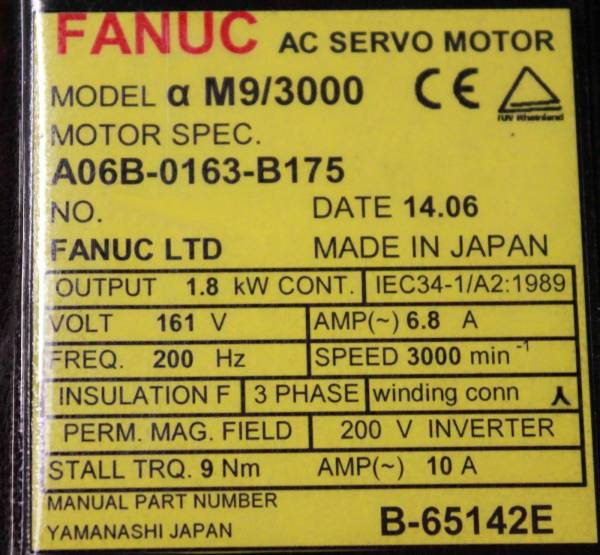 FANUC AC SERVO MOTOR
MODEL α M9/3000 CE
TÜV Rheinland
MOTOR SPEC.
A06B-0163-B175
NO. DATE 14.06
FANUC LTD MADE IN JAPAN
OUTPUT 1.8 kW CONT. IEC34-1/A2:1989
VOLT 161 V AMP(~) 6.8 A
FREQ. 200 Hz SPEED 3000 min⁻¹
INSULATION F 3 PHASE winding conn
PERM. MAG. FIELD 200 V INVERTER
STALL TRQ. 9 Nm AMP(~) 10 A
MANUAL PART NUMBER
YAMANASHI JAPAN B-65142E